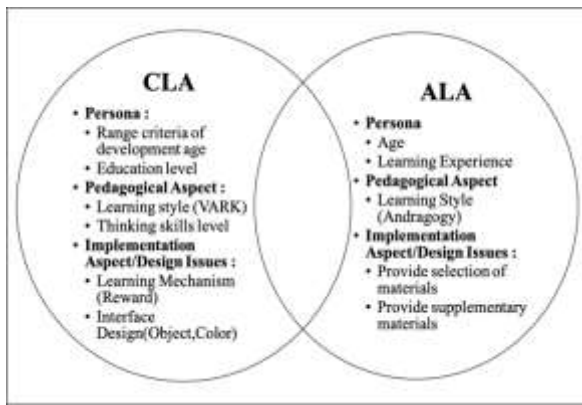 CLA
• Persona :
• Range criteria of
development age
• Education level
• Pedagogical Aspect :
• Learning style (VARK)
• Thinking skills level
• Implementation
Aspect/Design Issues :
• Learning Mechanism
(Reward)
• Interface
Design(Object,Color)
ALA
• Persona
• Age
• Learning Experience
• Pedagogical Aspect
• Learning Style
(Andragogy)
• Implementation
Aspect/Design Issues :
• Provide selection of
materials
• Provide supplementary
materials